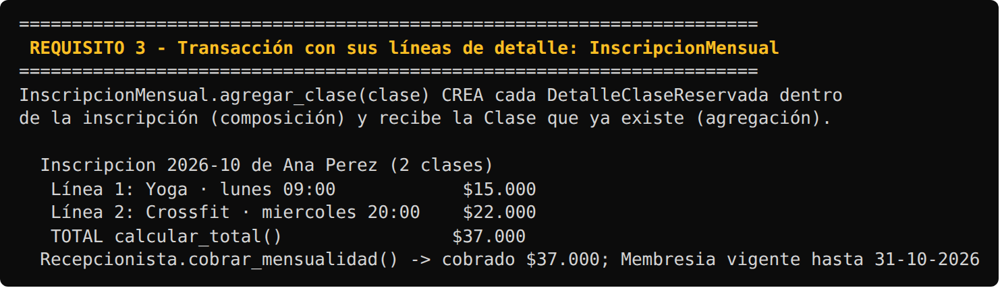 ======================================================================
REQUISITO 3 - Transacción con sus líneas de detalle: InscripcionMensual
======================================================================
InscripcionMensual.agregar_clase(clase) CREA cada DetalleClaseReservada dentro
de la inscripción (composición) y recibe la Clase que ya existe (agregación).
Inscripcion 2026-10 de Ana Perez (2 clases)
Línea 1: Yoga · lunes 09:00 $15.000
Línea 2: Crossfit · miercoles 20:00 $22.000
TOTAL calcular_total() $37.000
Recepcionista.cobrar_mensualidad() -> cobrado $37.000; Membresia vigente hasta 31-10-2026